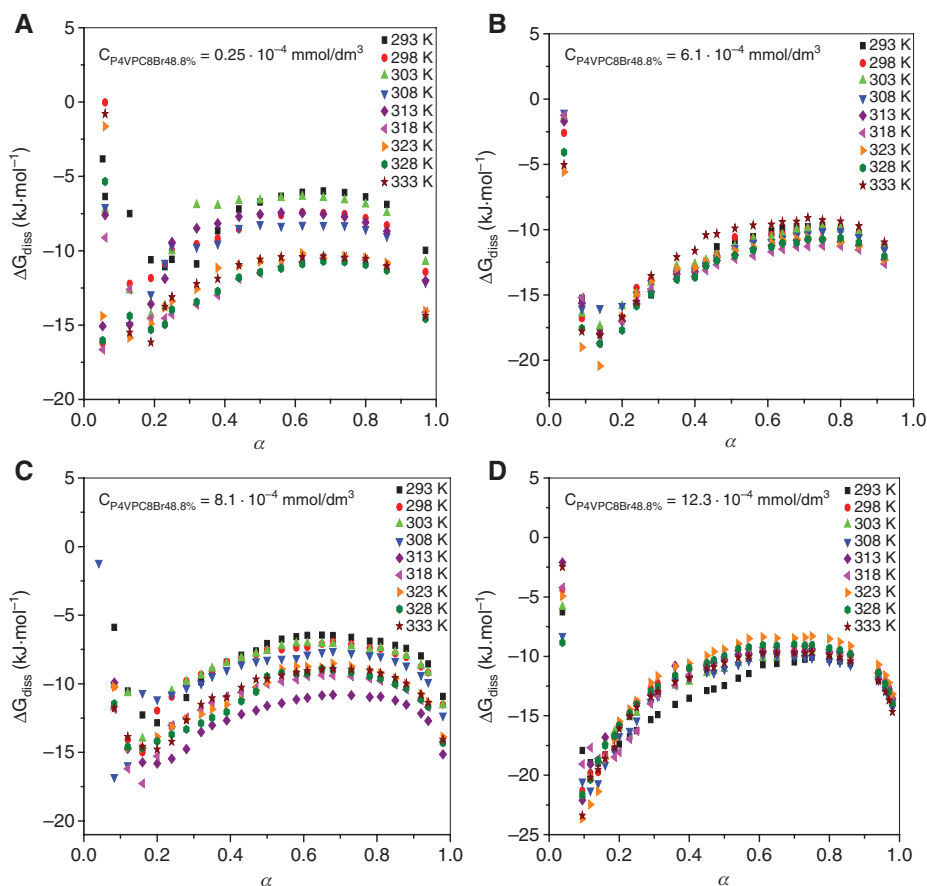 A
C_P4VPC8Br48.8% = 0.25 · 10⁻⁴ mmol/dm³
293 K
298 K
303 K
308 K
313 K
318 K
323 K
328 K
333 K
5
0
−5
−10
−15
−20
ΔG_diss (kJ·mol⁻¹)
0.0 0.2 0.4 0.6 0.8 1.0
α
B
C_P4VPC8Br48.8% = 6.1 · 10⁻⁴ mmol/dm³
293 K
298 K
303 K
308 K
313 K
318 K
323 K
328 K
333 K
5
0
−5
−10
−15
−20
ΔG_diss (kJ·mol⁻¹)
0.0 0.2 0.4 0.6 0.8 1.0
α
C
C_P4VPC8Br48.8% = 8.1 · 10⁻⁴ mmol/dm³
293 K
298 K
303 K
308 K
313 K
318 K
323 K
328 K
333 K
5
0
−5
−10
−15
−20
ΔG_diss (kJ·mol⁻¹)
0.0 0.2 0.4 0.6 0.8 1.0
α
D
C_P4VPC8Br48.8% = 12.3 · 10⁻⁴ mmol/dm³
293 K
298 K
303 K
308 K
313 K
318 K
323 K
328 K
333 K
5
0
−5
−10
−15
−20
−25
ΔG_diss (kJ.mol⁻¹)
0.0 0.2 0.4 0.6 0.8 1.0
α